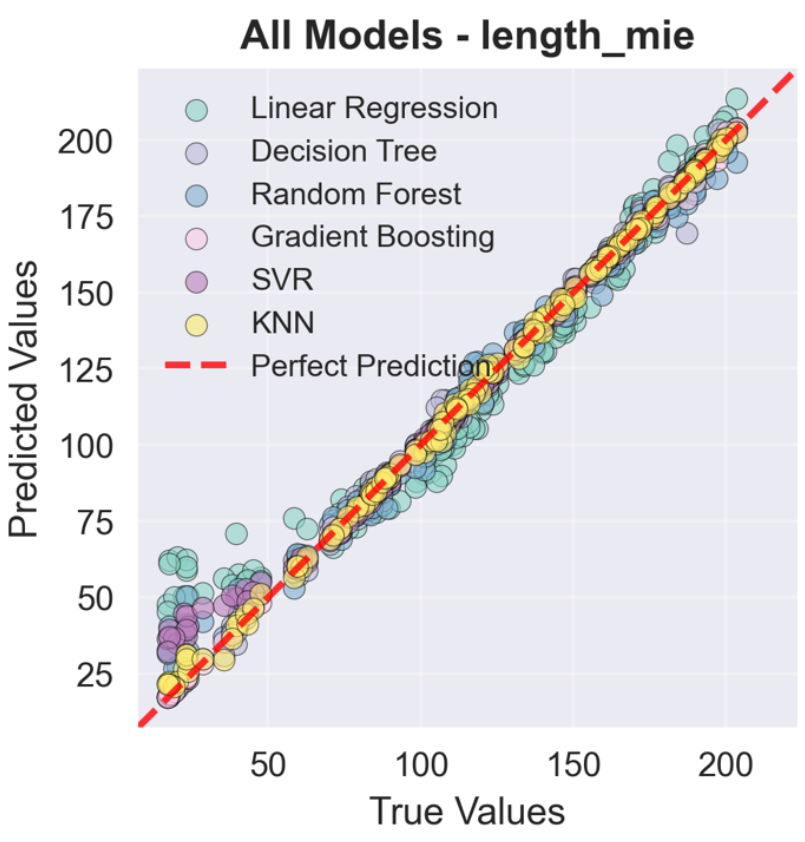 All Models - length_mie
Linear Regression
Decision Tree
Random Forest
Gradient Boosting
SVR
KNN
Perfect Prediction
200
175
150
125
100
75
50
25
Predicted Values
50 100 150 200
True Values